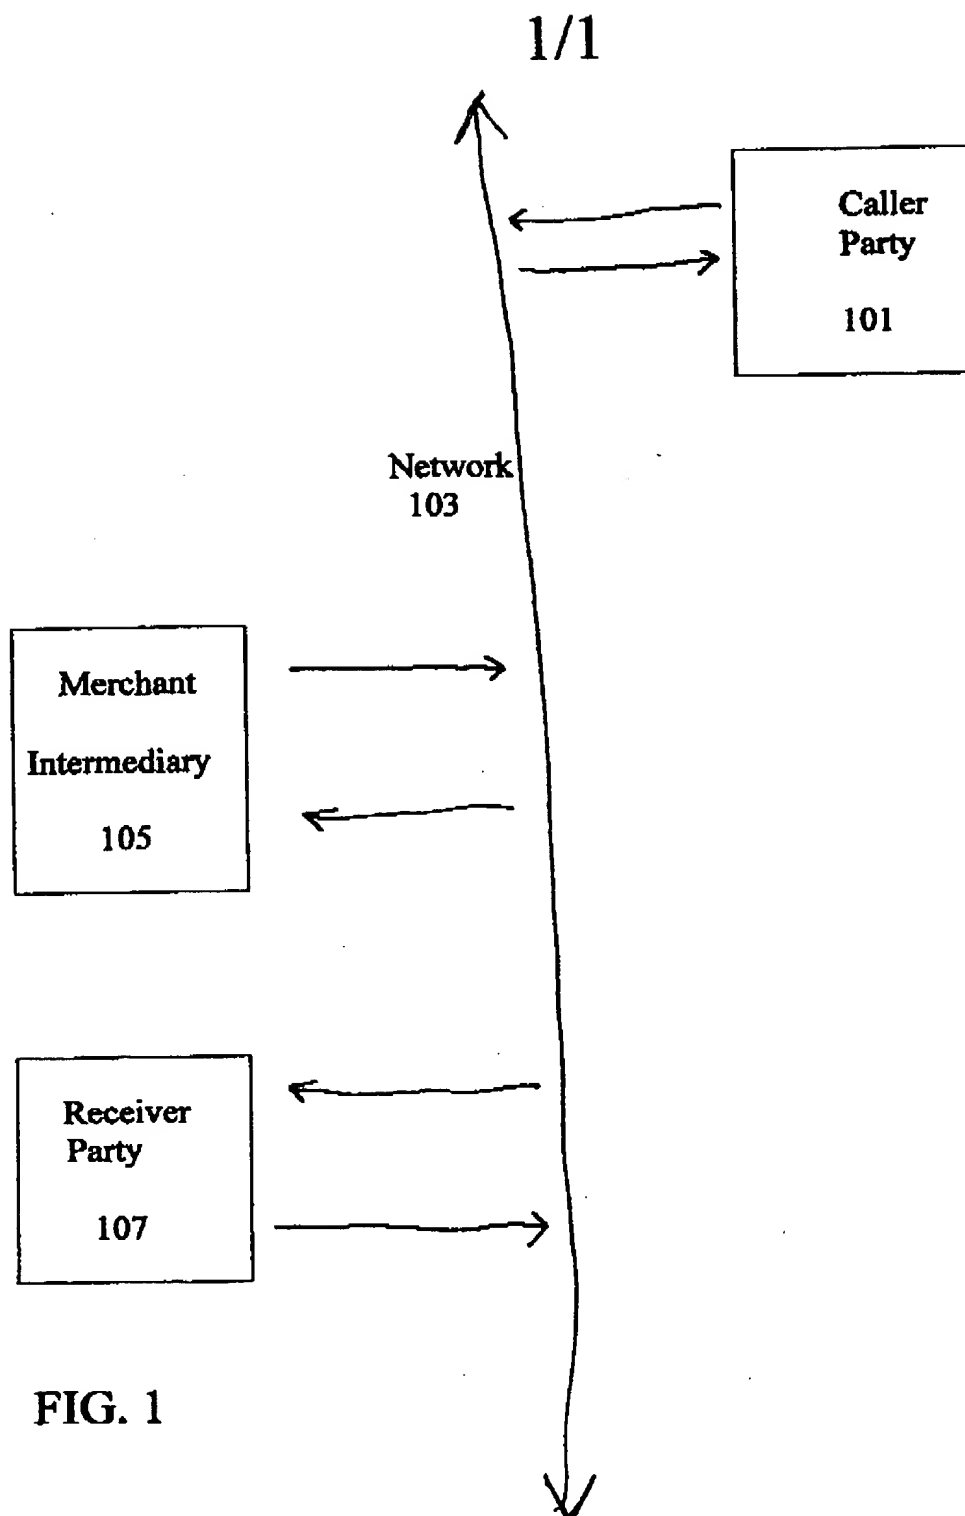 1/1
Caller
Party
101
Network
103
Merchant
Intermediary
105
Receiver
Party
107
FIG. 1